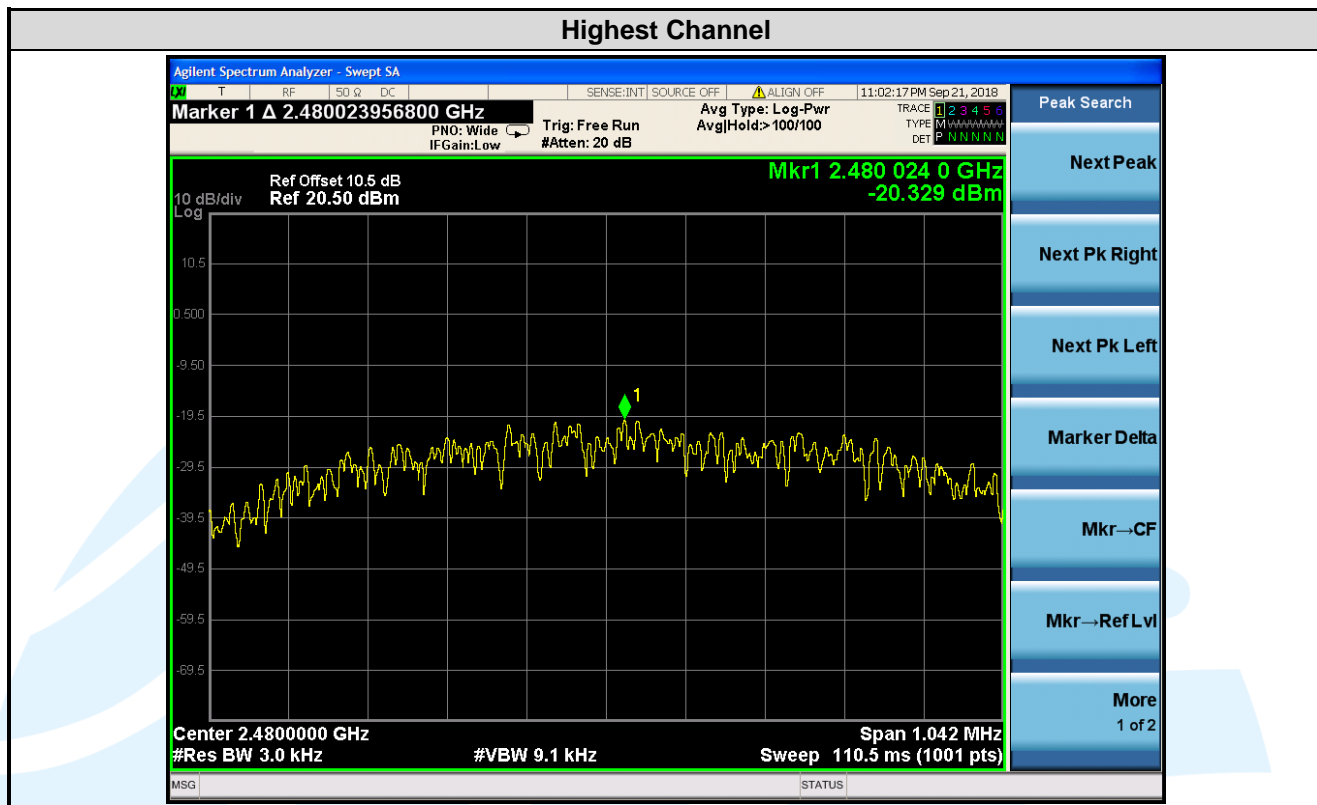 Highest Channel
Agilent Spectrum Analyzer - Swept SA
LXI T RF 50 Ω DC SENSE:INT SOURCE OFF ALIGN OFF 11:02:17 PM Sep 21, 2018
Marker 1 Δ 2.480023956800 GHz
PNO: Wide
IFGain:Low
Trig: Free Run
#Atten: 20 dB
Avg Type: Log-Pwr
Avg|Hold:>100/100
TRACE 1 2 3 4 5 6
TYPE M WWWWW
DET P N N N N N
Peak Search
Next Peak
Next Pk Right
Next Pk Left
Marker Delta
Mkr→CF
Mkr→Ref Lvl
More
1 of 2
Mkr1 2.480 024 0 GHz
-20.329 dBm
Ref Offset 10.5 dB
10 dB/div Ref 20.50 dBm
Log
10.5
0.500
-9.50
1
-19.5
-29.5
-39.5
-49.5
-59.5
-69.5
Center 2.4800000 GHz Span 1.042 MHz
#Res BW 3.0 kHz #VBW 9.1 kHz Sweep 110.5 ms (1001 pts)
MSG STATUS